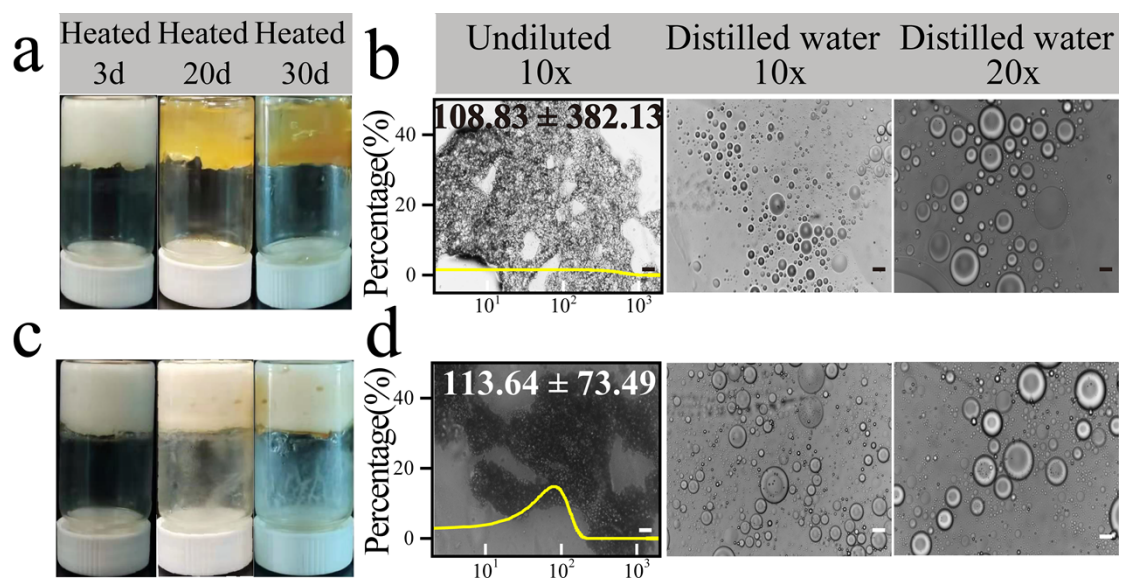 a
Heated Heated Heated
3d 20d 30d
b
Undiluted Distilled water Distilled water
10x 10x 20x
Percentage(%)
40
20
0
108.83 ± 382.13
10¹ 10² 10³
c
d
Percentage(%)
40
20
0
113.64 ± 73.49
10¹ 10² 10³